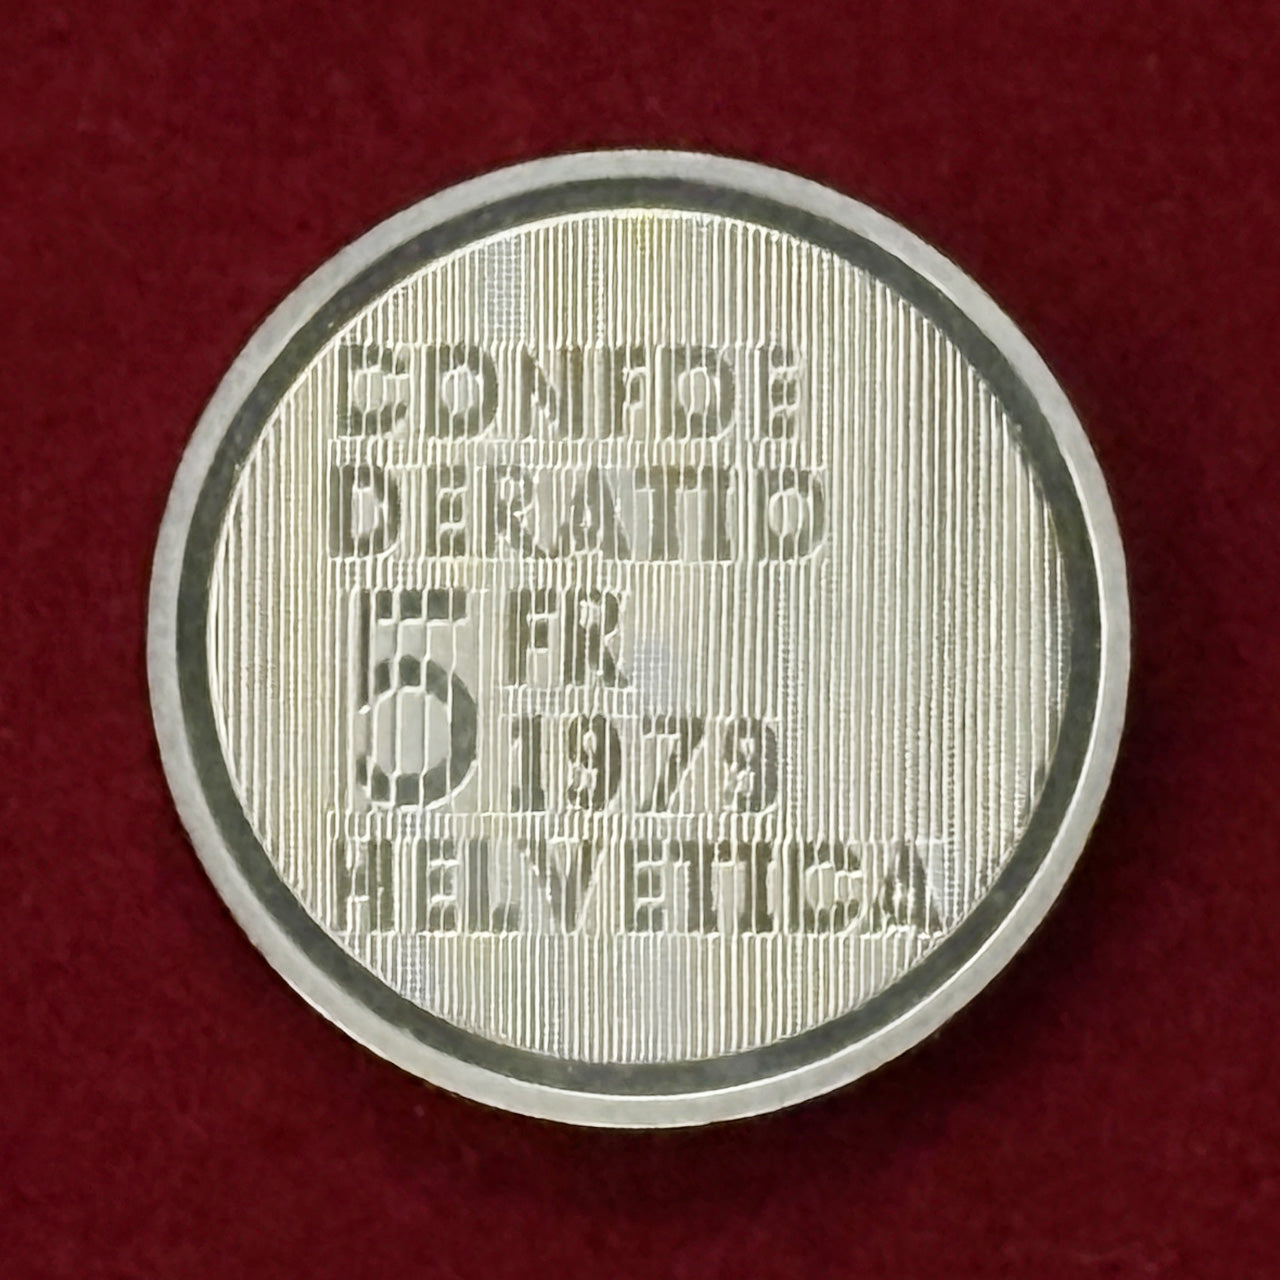 CONFOE
DERATIO
5 FR
1979
HELVETICA